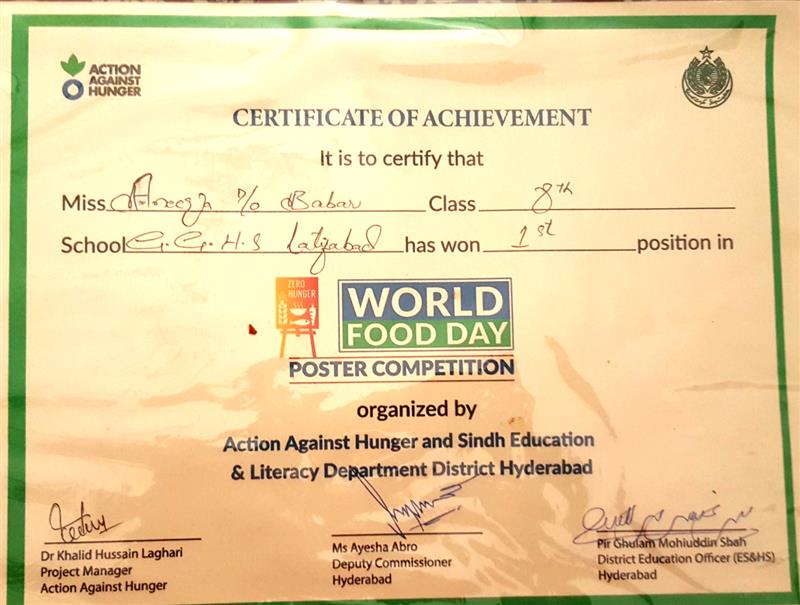 ACTION
AGAINST
HUNGER
CERTIFICATE OF ACHIEVEMENT
It is to certify that
Miss D/o Babar Class 8th
School G.G.H.S Latifabad has won 1st position in
ZERO
HUNGER
WORLD
FOOD DAY
POSTER COMPETITION
organized by
Action Against Hunger and Sindh Education
& Literacy Department District Hyderabad
Dr Khalid Hussain Laghari
Project Manager
Action Against Hunger
Ms Ayesha Abro
Deputy Commissioner
Hyderabad
Pir Ghulam Mohiuddin Shah
District Education Officer (ES&HS)
Hyderabad